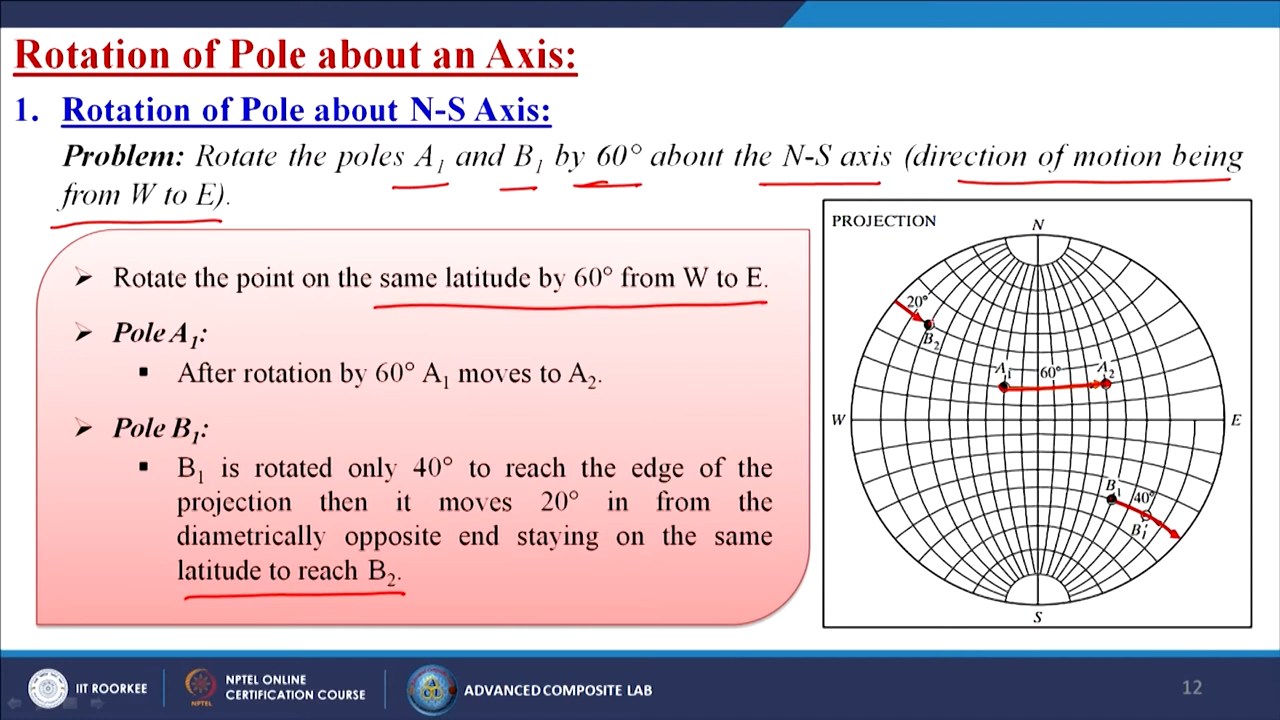 Rotation of Pole about an Axis:
1. Rotation of Pole about N-S Axis:
Problem: Rotate the poles A1 and B1 by 60° about the N-S axis (direction of motion being
from W to E).
Rotate the point on the same latitude by 60° from W to E.
Pole A1:
After rotation by 60° A1 moves to A2.
Pole B1:
B1 is rotated only 40° to reach the edge of the
projection then it moves 20° in from the
diametrically opposite end staying on the same
latitude to reach B2.
PROJECTION
N
20°
B2
A1
60°
A2
W
E
B1
40°
B1'
S
IIT ROORKEE
NPTEL
NPTEL ONLINE
CERTIFICATION COURSE
ACL
ADVANCED COMPOSITE LAB
12